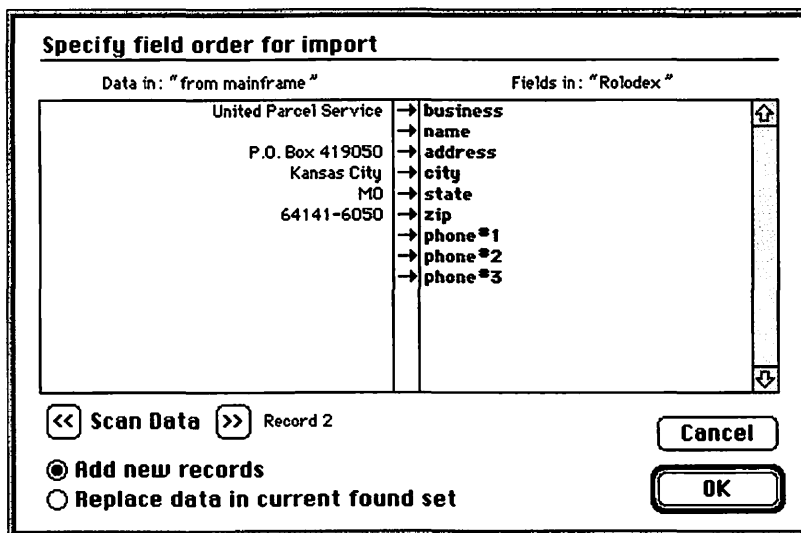 Specify field order for import
Data in: "from mainframe" Fields in: "Rolodex"
United Parcel Service → business
→ name
P.O. Box 419050 → address
Kansas City → city
MO → state
64141-6050 → zip
→ phone#1
→ phone#2
→ phone#3
<< Scan Data >> Record 2
Cancel
Add new records
Replace data in current found set
OK